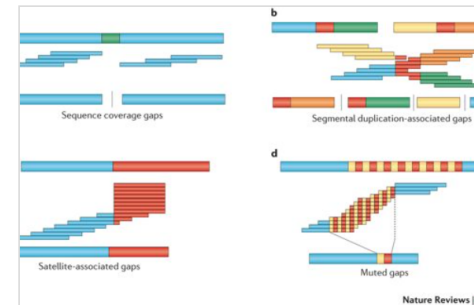 b
Sequence coverage gaps
Segmental duplication-associated gaps
d
Satellite-associated gaps
Muted gaps
Nature Reviews |